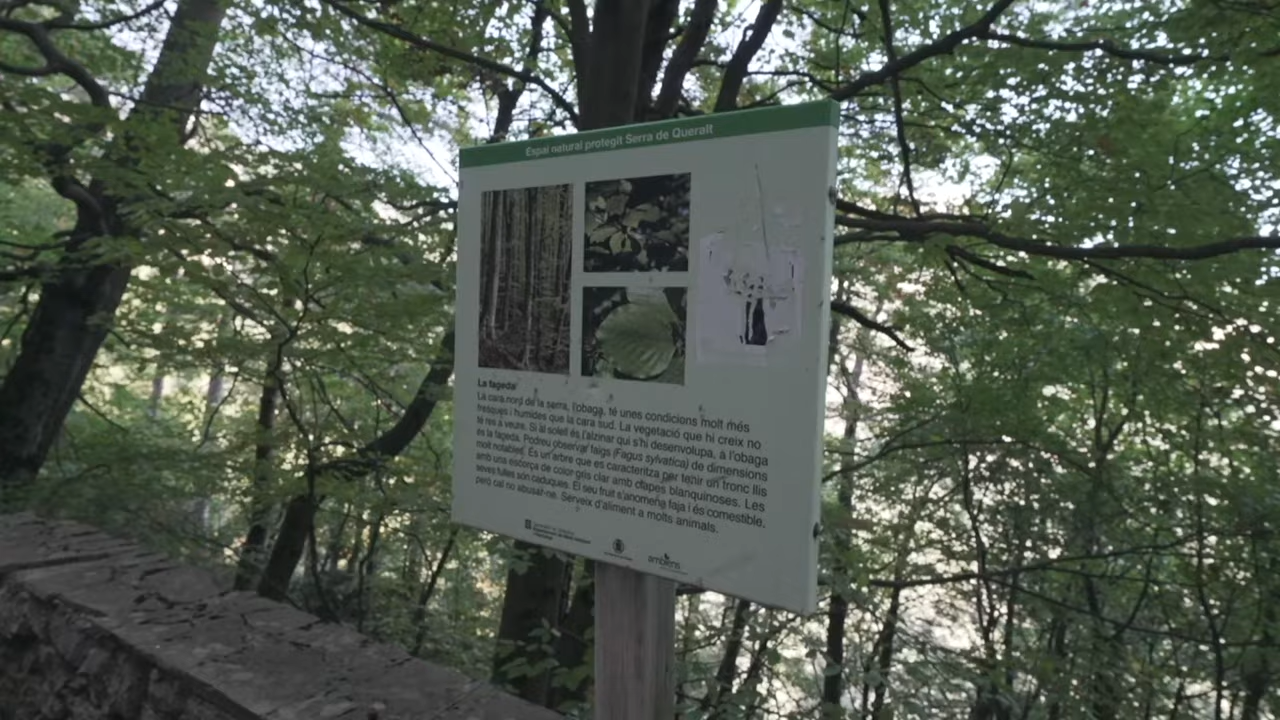 Espai natural protegit Serra de Queralt
La fageda
La cara nord de la serra, l'obaga, té unes condicions molt més
fresques i humides que la cara sud. La vegetació que hi creix no
té res a veure. Si al solell és l'alzinar qui s'hi desenvolupa, a l'obaga
és la fageda. Podreu observar faigs (Fagus sylvatica) de dimensions
molt notables. És un arbre que es caracteritza per tenir un tronc llis
amb una escorça de color gris clar amb clapes blanquinoses. Les
seves fulles són caduques. El seu fruit s'anomena faja i és comestible,
però cal no abusar-ne. Serveix d'aliment a molts animals.
ambiens